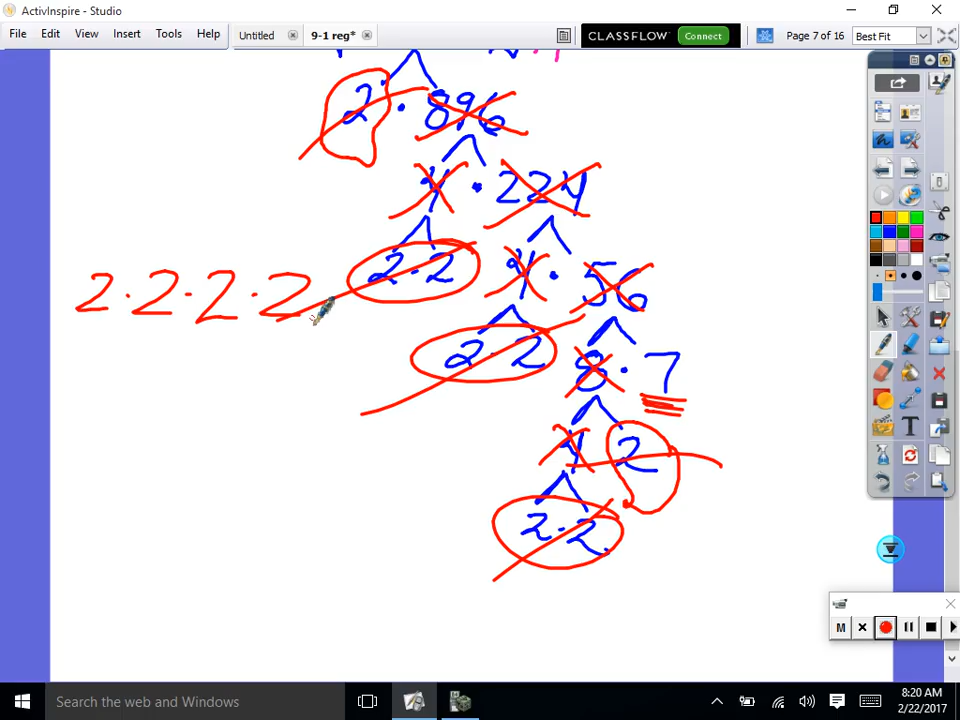 ActivInspire - Studio
File Edit View Insert Tools Help Untitled 9-1 reg* CLASSFLOW Connect Page 7 of 16 Best Fit
2 · 896
4 · 224
2 · 2 4 · 56
2 · 2 · 2 · 2
2 · 2 8 · 7
4 2
2 · 2
M
Search the web and Windows
8:20 AM
2/22/2017